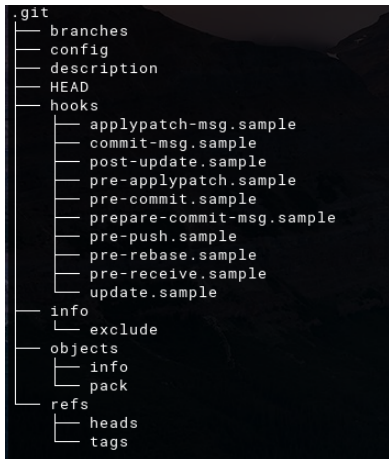 .git
├── branches
├── config
├── description
├── HEAD
├── hooks
│   ├── applypatch-msg.sample
│   ├── commit-msg.sample
│   ├── post-update.sample
│   ├── pre-applypatch.sample
│   ├── pre-commit.sample
│   ├── prepare-commit-msg.sample
│   ├── pre-push.sample
│   ├── pre-rebase.sample
│   ├── pre-receive.sample
│   └── update.sample
├── info
│   └── exclude
├── objects
│   ├── info
│   └── pack
└── refs
    ├── heads
    └── tags